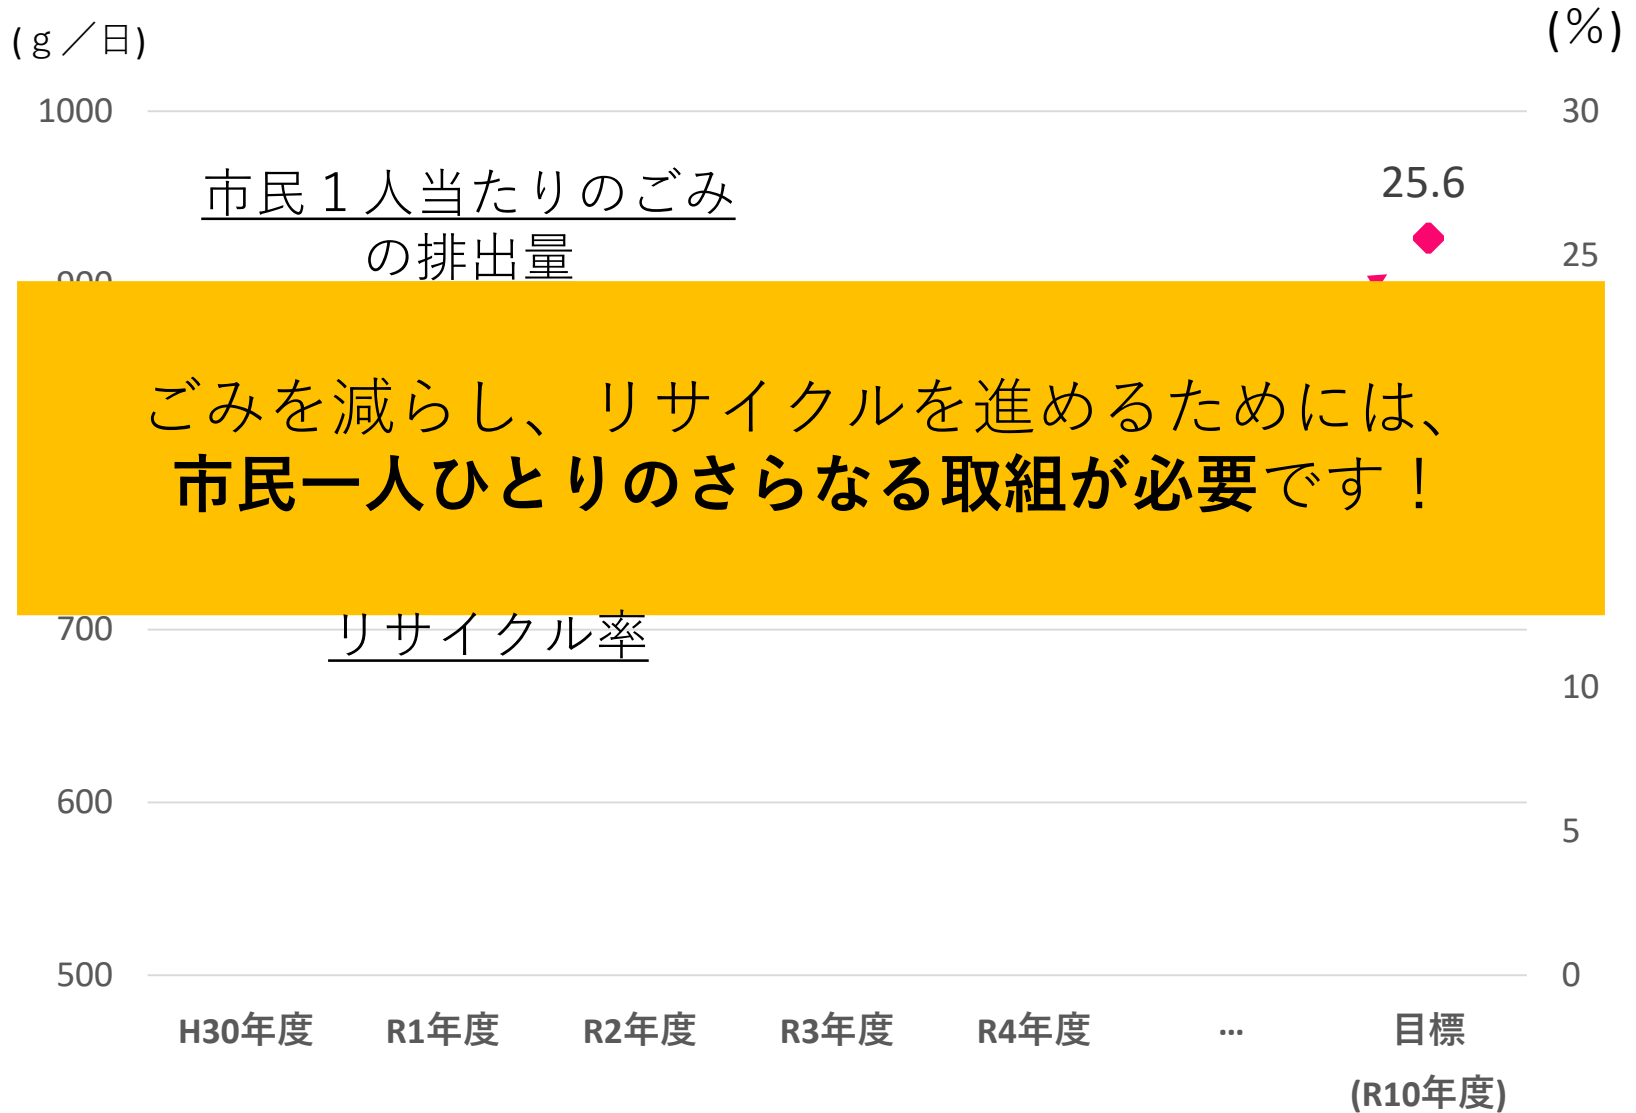 (ｇ／日)
(％)
1000
30
市民１人当たりのごみ
の排出量
25.6
900
25
ごみを減らし、リサイクルを進めるためには、
市民一人ひとりのさらなる取組が必要です！
700
リサイクル率
10
600
5
500
0
H30年度 R1年度 R2年度 R3年度 R4年度 … 目標
(R10年度)